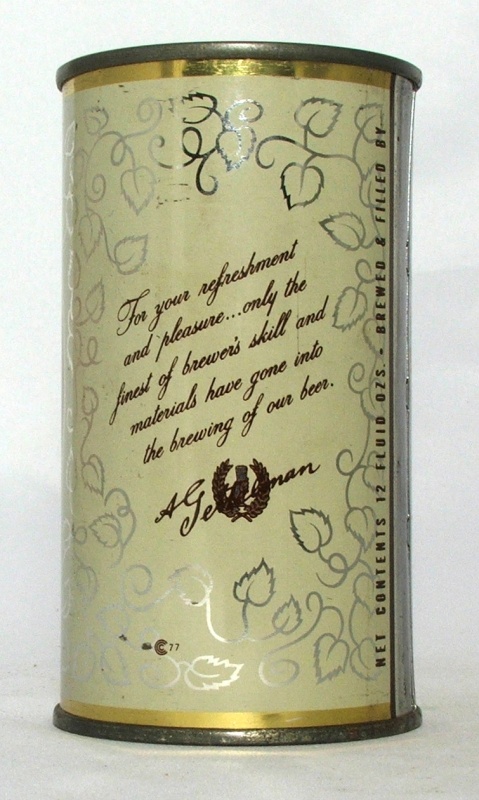 For your refreshment
and pleasure...only the
finest of brewer's skill and
materials have gone into
the brewing of our beer.
A Gettelman
77
NET CONTENTS 12 FLUID OZS. - BREWED & FILLED BY